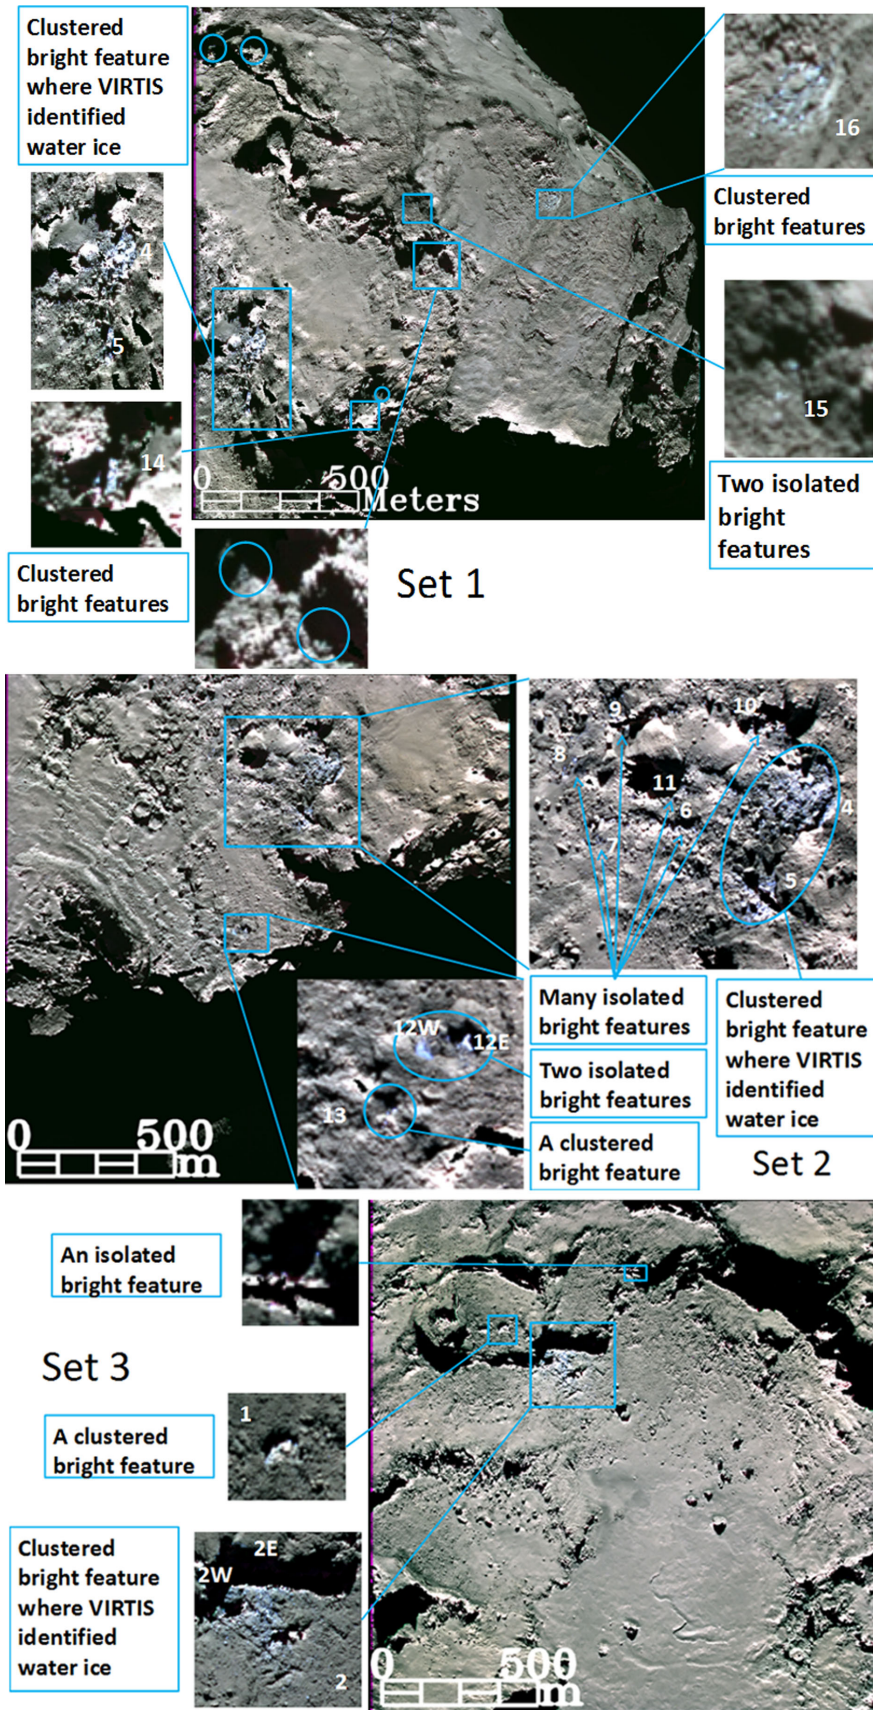 Clustered
bright feature
where VIRTIS
identified
water ice
16
Clustered
bright features
4
5
15
Two isolated
bright
features
14
Clustered
bright features
0 500
Meters
Set 1
9
10
8
11
6
4
7
5
Many isolated
bright features
Clustered
bright feature
where VIRTIS
identified
water ice
12W
12E
Two isolated
bright features
13
A clustered
bright feature
0 500
m
Set 2
An isolated
bright feature
Set 3
1
A clustered
bright feature
Clustered
bright feature
where VIRTIS
identified
water ice
2E
2W
2
0 500
m